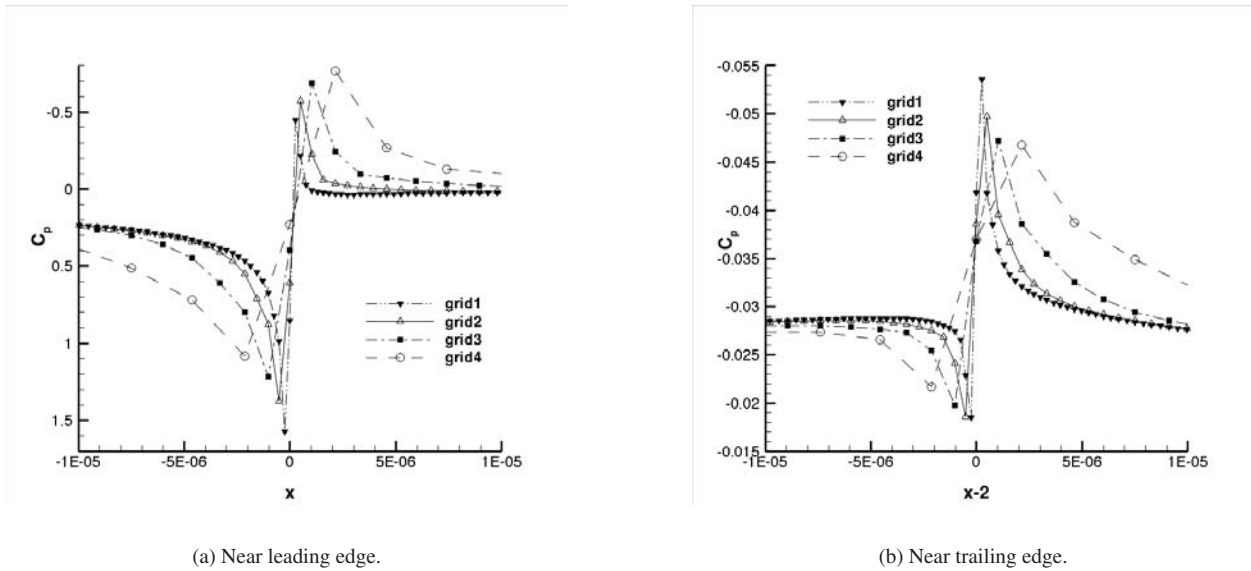 -0.5
0
0.5
1
1.5
C_p
-1E-05
-5E-06
0
5E-06
1E-05
x
grid1
grid2
grid3
grid4
(a) Near leading edge.
-0.055
-0.05
-0.045
-0.04
-0.035
-0.03
-0.025
-0.02
-0.015
C_p
-1E-05
-5E-06
0
5E-06
1E-05
x-2
grid1
grid2
grid3
grid4
(b) Near trailing edge.